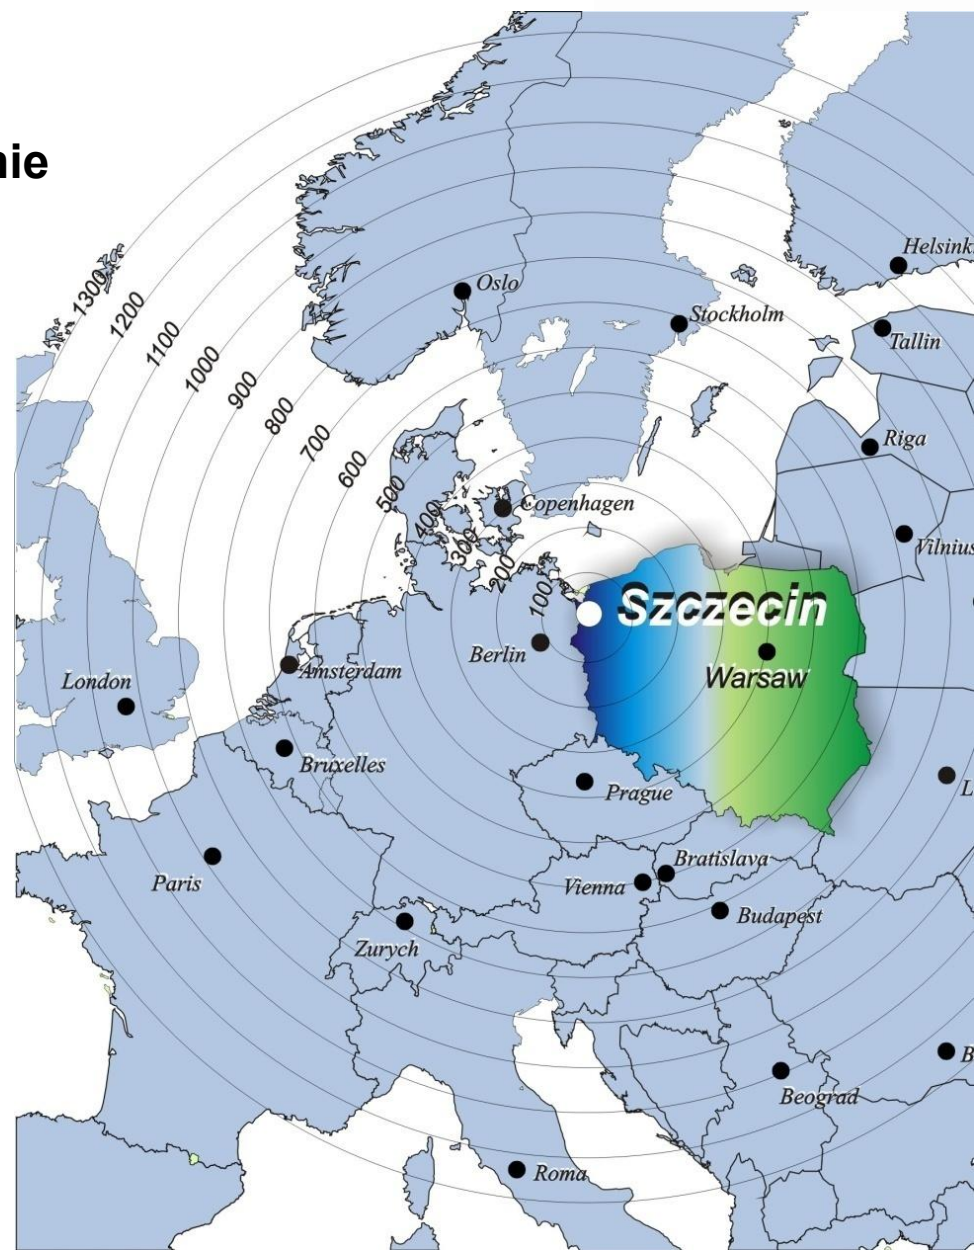 nie
Helsink
1300
1200
1100
1000
900
800
700
600
500
400
300
200
100
Oslo
Stockholm
Tallin
Riga
Copenhagen
Vilnius
Szczecin
Berlin
Warsaw
Amsterdam
London
Bruxelles
Prague
L
Bratislava
Vienna
Paris
Budapest
Zurych
B
Beograd
Roma